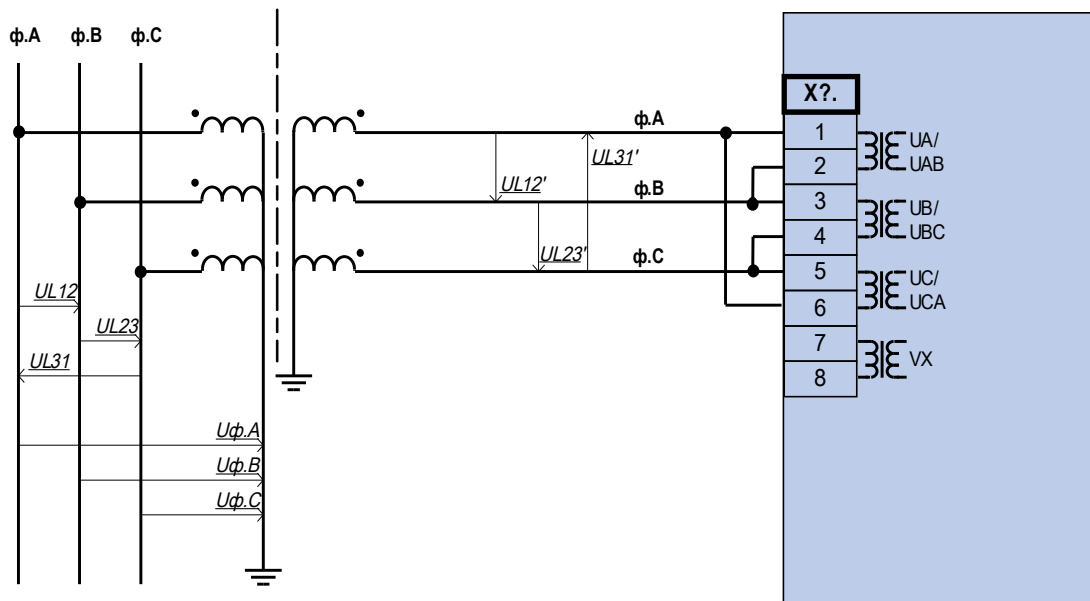 ф.A ф.B ф.C
X?.
1
ф.A
UA/
UAB
UL31'
2
UL12'
ф.B
3
UB/
UBC
4
UL23'
ф.C
5
UC/
UCA
UL12
6
UL23
7
UL31
VX
8
Uф.A
Uф.B
Uф.C